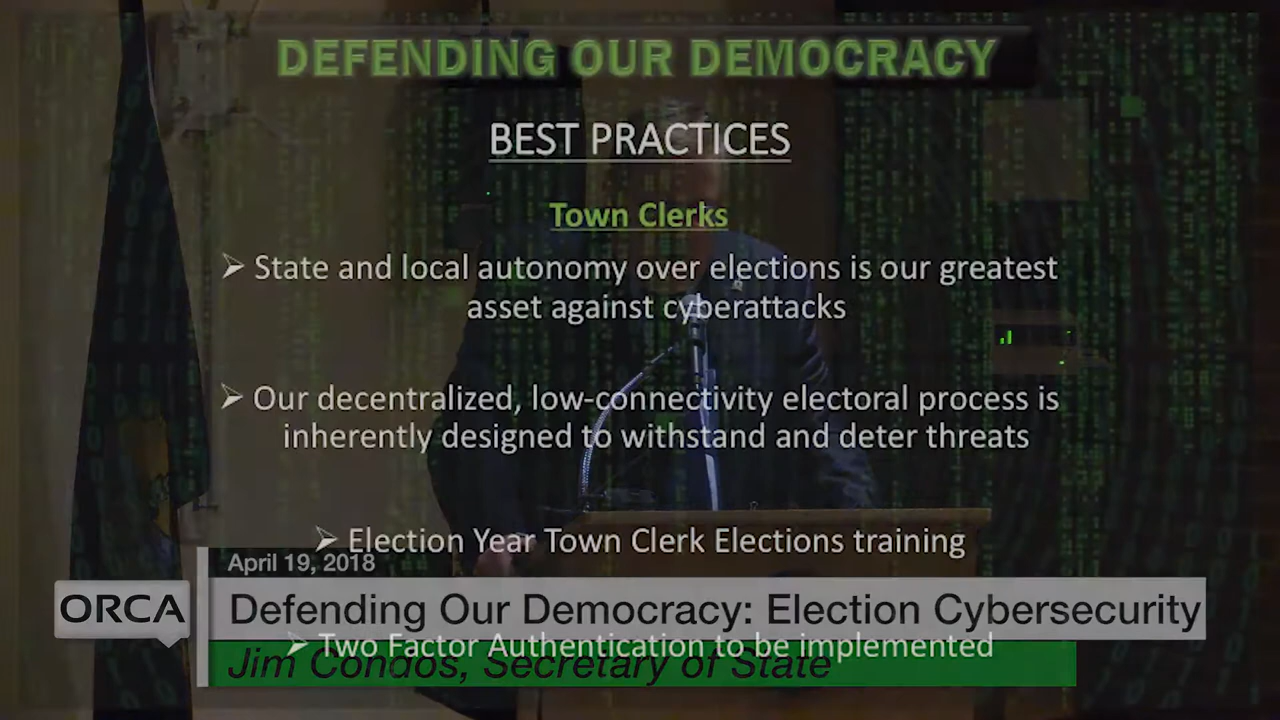 DEFENDING OUR DEMOCRACY
BEST PRACTICES
Town Clerks
➢ State and local autonomy over elections is our greatest
asset against cyberattacks
➢ Our decentralized, low-connectivity electoral process is
inherently designed to withstand and deter threats
➢ Election Year Town Clerk Elections training
April 19, 2018
ORCA
Defending Our Democracy: Election Cybersecurity
➢ Two Factor Authentication to be implemented
Jim Condos, Secretary of State